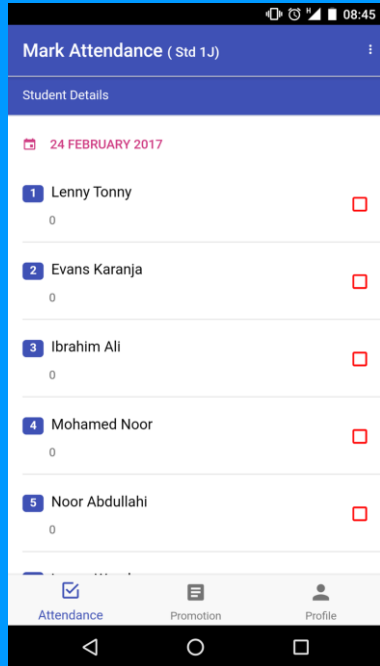 H 08:45
Mark Attendance ( Std 1J)
Student Details
24 FEBRUARY 2017
1 Lenny Tonny
0
2 Evans Karanja
0
3 Ibrahim Ali
0
4 Mohamed Noor
0
5 Noor Abdullahi
0
Attendance Promotion Profile